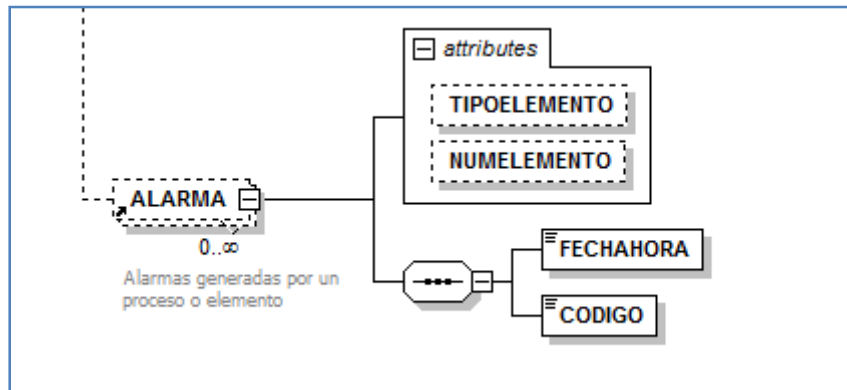 attributes
TIPOELEMENTO
NUMELEMENTO
ALARMA
0..∞
Alarmas generadas por un
proceso o elemento
FECHAHORA
CODIGO